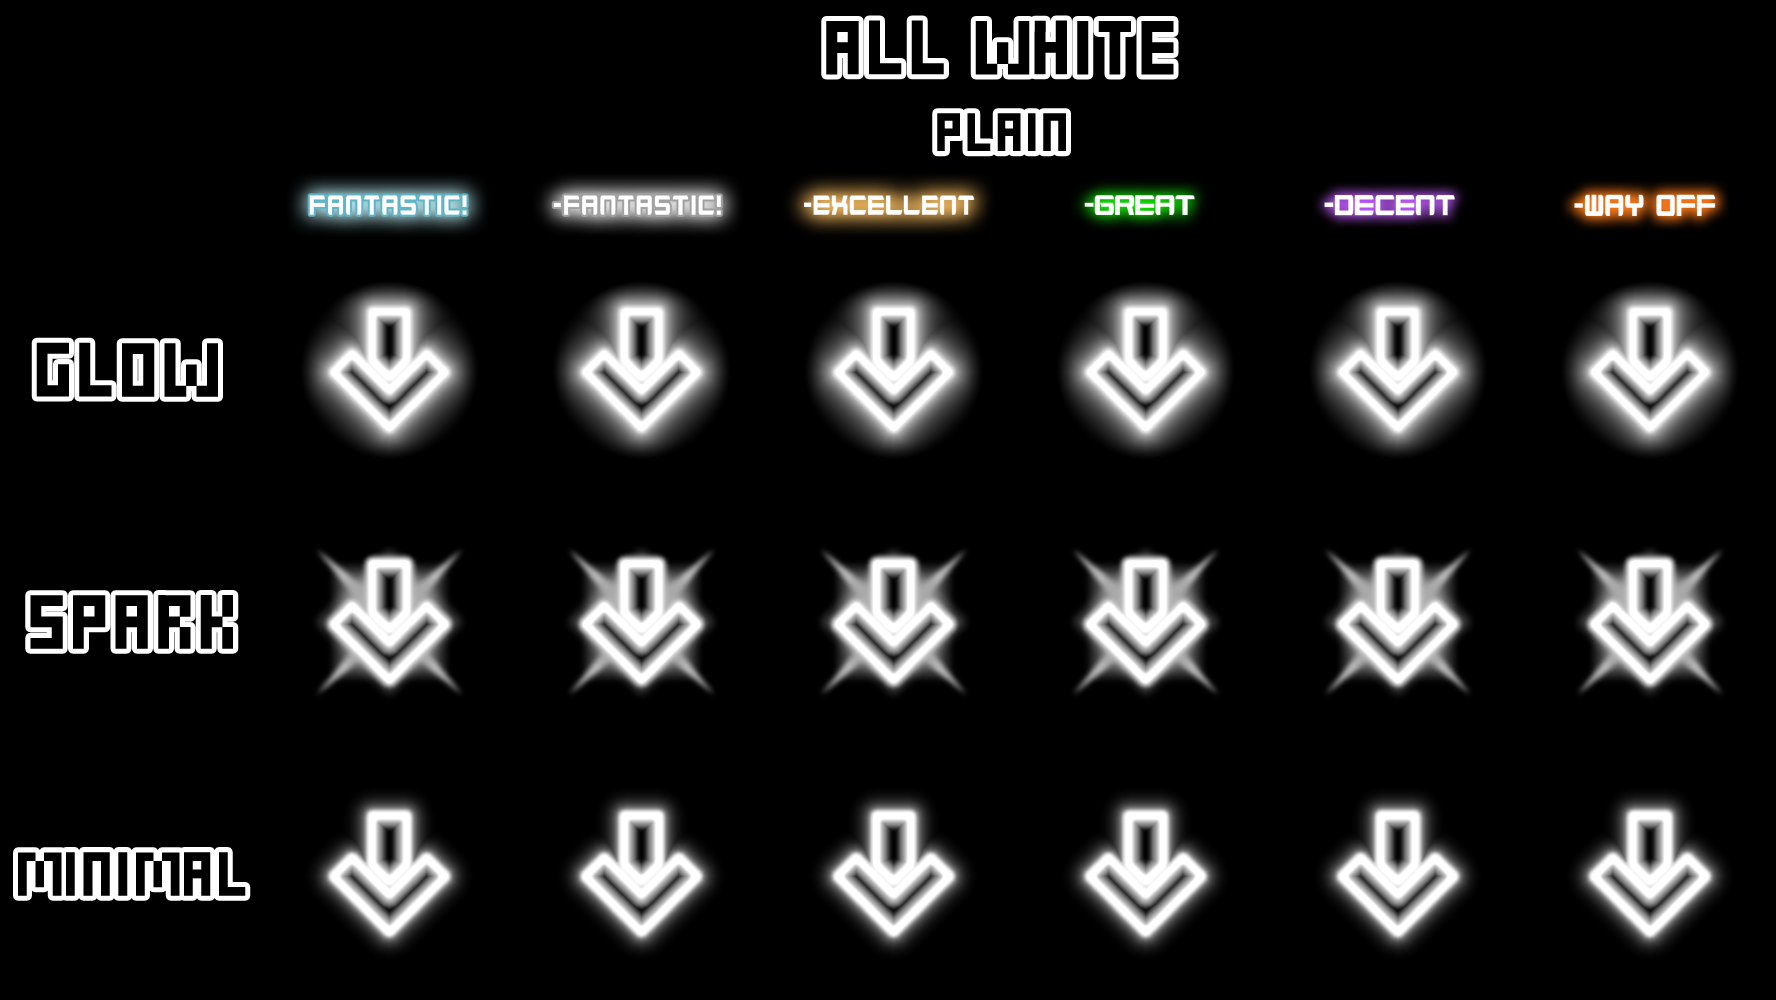 ALL WHITE
PLAIN
FANTASTIC! -FANTASTIC! -EXCELLENT -GREAT -DECENT -WAY OFF
GLOW
SPARK
MINIMAL